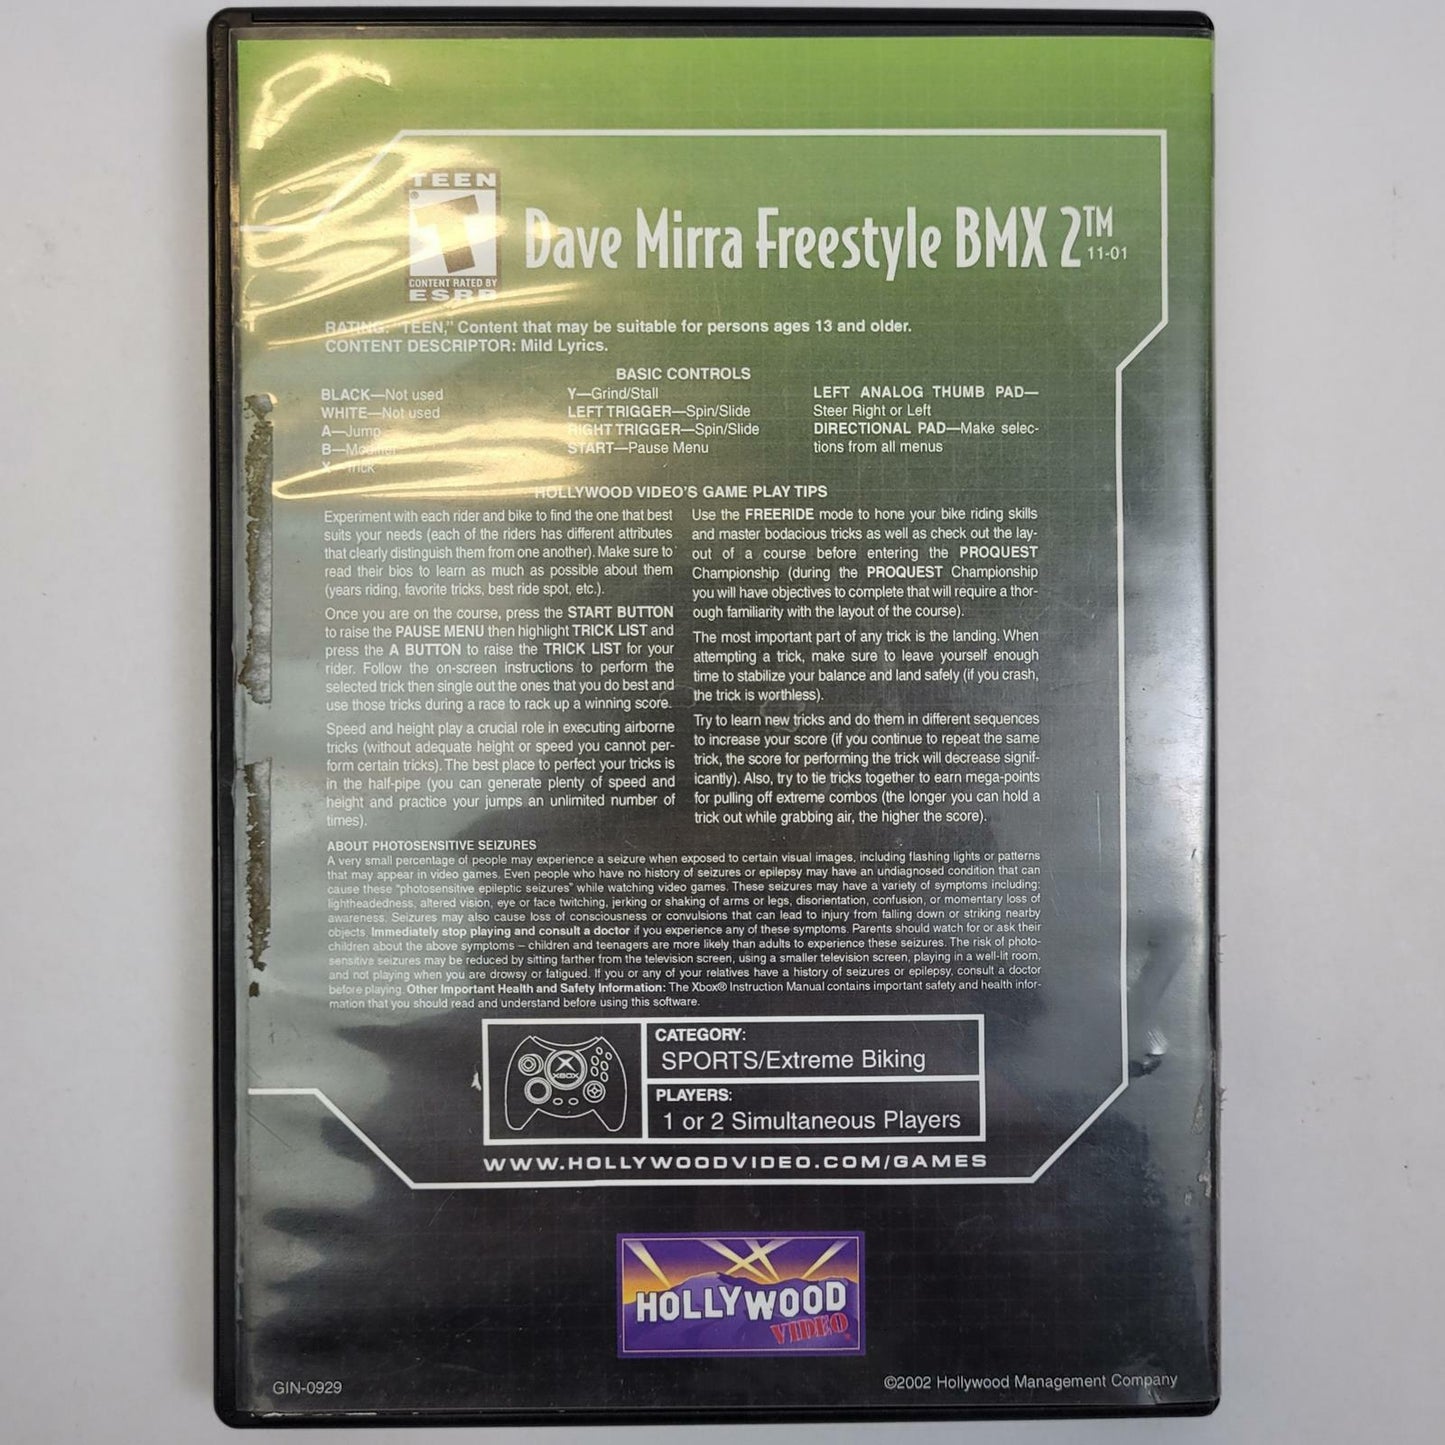 TEEN
T
CONTENT RATED BY
ESRB
Dave Mirra Freestyle BMX 2™
11-01
RATING: "TEEN," Content that may be suitable for persons ages 13 and older.
CONTENT DESCRIPTOR: Mild Lyrics.
BASIC CONTROLS
BLACK—Not used
WHITE—Not used
A—Jump
B—Modifier
X—Trick
Y—Grind/Stall
LEFT TRIGGER—Spin/Slide
RIGHT TRIGGER—Spin/Slide
START—Pause Menu
LEFT ANALOG THUMB PAD—
Steer Right or Left
DIRECTIONAL PAD—Make selec-
tions from all menus
HOLLYWOOD VIDEO'S GAME PLAY TIPS
Experiment with each rider and bike to find the one that best
suits your needs (each of the riders has different attributes
that clearly distinguish them from one another). Make sure to
read their bios to learn as much as possible about them
(years riding, favorite tricks, best ride spot, etc.).
Once you are on the course, press the START BUTTON
to raise the PAUSE MENU then highlight TRICK LIST and
press the A BUTTON to raise the TRICK LIST for your
rider. Follow the on-screen instructions to perform the
selected trick then single out the ones that you do best and
use those tricks during a race to rack up a winning score.
Speed and height play a crucial role in executing airborne
tricks (without adequate height or speed you cannot per-
form certain tricks). The best place to perfect your tricks is
in the half-pipe (you can generate plenty of speed and
height and practice your jumps an unlimited number of
times).
Use the FREERIDE mode to hone your bike riding skills
and master bodacious tricks as well as check out the lay-
out of a course before entering the PROQUEST
Championship (during the PROQUEST Championship
you will have objectives to complete that will require a thor-
ough familiarity with the layout of the course).
The most important part of any trick is the landing. When
attempting a trick, make sure to leave yourself enough
time to stabilize your balance and land safely (if you crash,
the trick is worthless).
Try to learn new tricks and do them in different sequences
to increase your score (if you continue to repeat the same
trick, the score for performing the trick will decrease signif-
icantly). Also, try to tie tricks together to earn mega-points
for pulling off extreme combos (the longer you can hold a
trick out while grabbing air, the higher the score).
ABOUT PHOTOSENSITIVE SEIZURES
A very small percentage of people may experience a seizure when exposed to certain visual images, including flashing lights or patterns
that may appear in video games. Even people who have no history of seizures or epilepsy may have an undiagnosed condition that can
cause these "photosensitive epileptic seizures" while watching video games. These seizures may have a variety of symptoms including:
lightheadedness, altered vision, eye or face twitching, jerking or shaking of arms or legs, disorientation, confusion, or momentary loss of
awareness. Seizures may also cause loss of consciousness or convulsions that can lead to injury from falling down or striking nearby
objects. Immediately stop playing and consult a doctor if you experience any of these symptoms. Parents should watch for or ask their
children about the above symptoms – children and teenagers are more likely than adults to experience these seizures. The risk of photo-
sensitive seizures may be reduced by sitting farther from the television screen, using a smaller television screen, playing in a well-lit room,
and not playing when you are drowsy or fatigued. If you or any of your relatives have a history of seizures or epilepsy, consult a doctor
before playing. Other Important Health and Safety Information: The Xbox® Instruction Manual contains important safety and health infor-
mation that you should read and understand before using this software.
XBOX
CATEGORY:
SPORTS/Extreme Biking
PLAYERS:
1 or 2 Simultaneous Players
WWW.HOLLYWOODVIDEO.COM/GAMES
HOLLYWOOD
VIDEO
GIN-0929
©2002 Hollywood Management Company